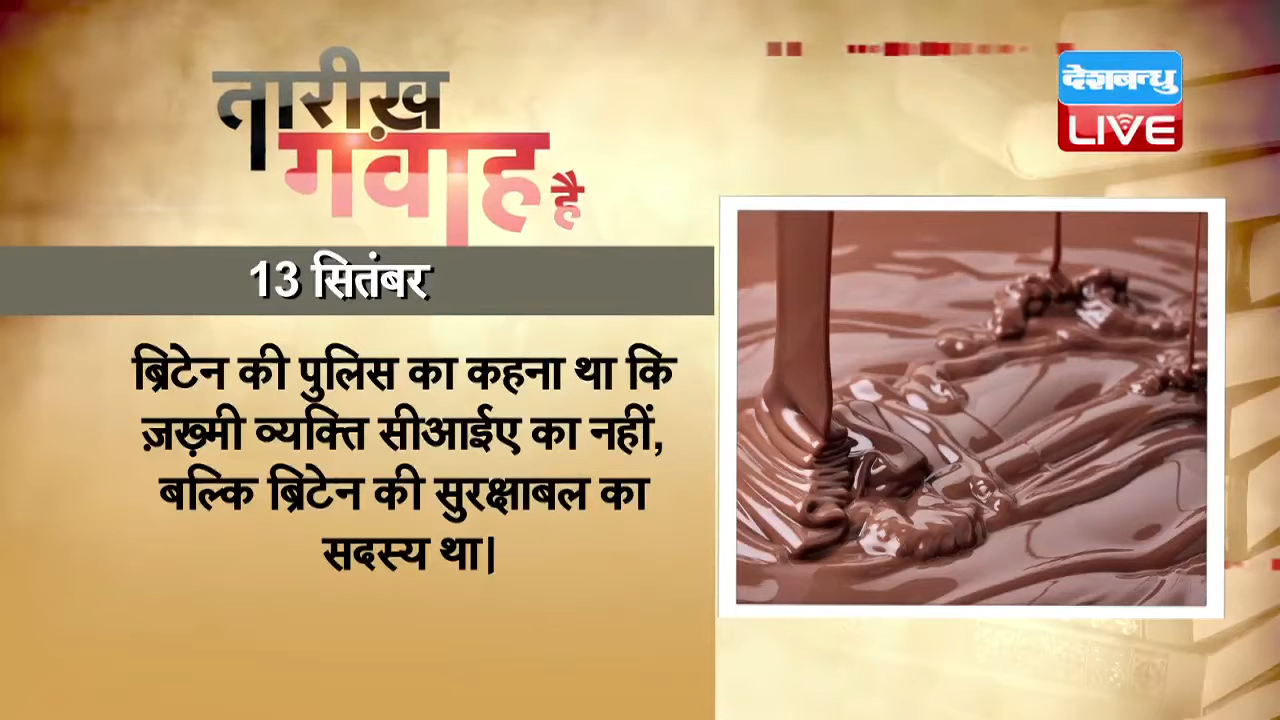 तारीख़
गवाह है
देशबन्धु
LIVE
13 सितंबर
ब्रिटेन की पुलिस का कहना था कि
ज़ख़्मी व्यक्ति सीआईए का नहीं,
बल्कि ब्रिटेन की सुरक्षाबल का
सदस्य था|